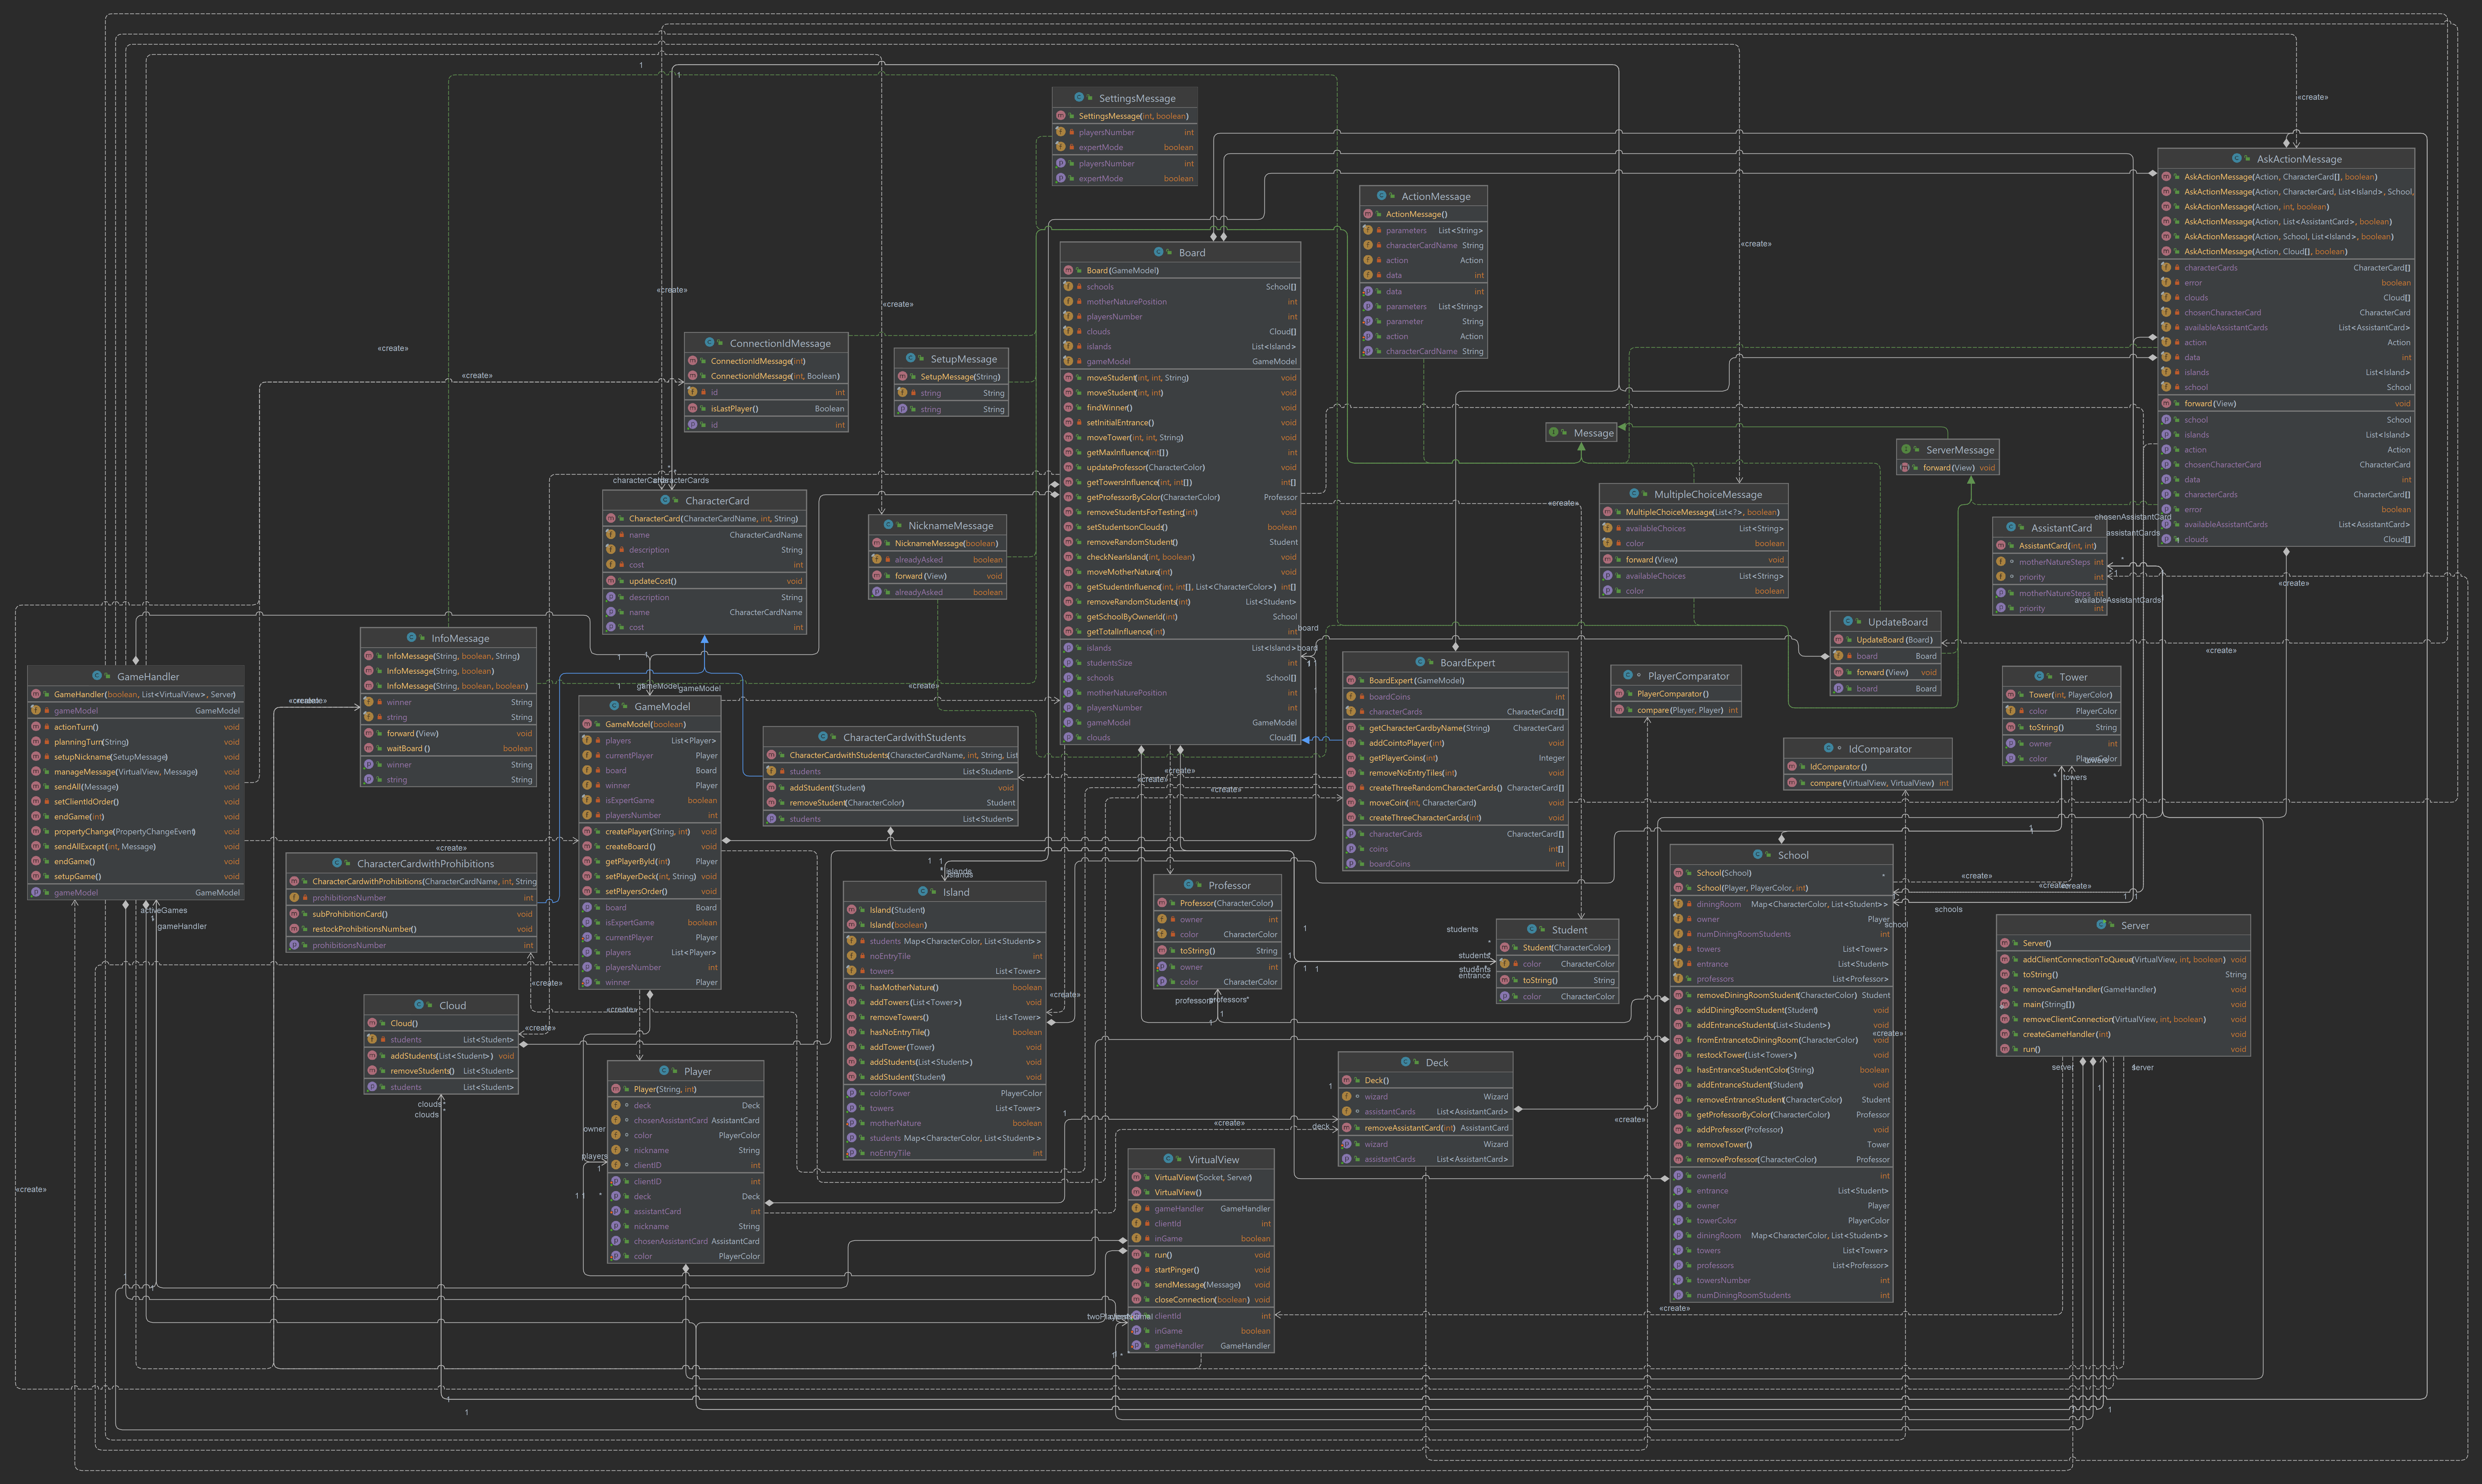 SettingsMessage
SettingsMessage(int, boolean)
playersNumber int
expertMode boolean
playersNumber int
expertMode boolean
ActionMessage
ActionMessage()
parameters List<String>
characterCardName String
action Action
data int
data int
parameters List<String>
parameter String
action Action
characterCardName String
AskActionMessage
AskActionMessage(Action, CharacterCard[], boolean)
AskActionMessage(Action, CharacterCard, List<Island>, School,
AskActionMessage(Action, int, boolean)
AskActionMessage(Action, List<AssistantCard>, boolean)
AskActionMessage(Action, School, List<Island>, boolean)
AskActionMessage(Action, Cloud[], boolean)
characterCards CharacterCard[]
error boolean
clouds Cloud[]
chosenCharacterCard CharacterCard
availableAssistantCards List<AssistantCard>
action Action
data int
islands List<Island>
school School
forward(View) void
school School
islands List<Island>
action Action
chosenCharacterCard CharacterCard
data int
characterCards CharacterCard[]
error boolean
availableAssistantCards List<AssistantCard>
clouds Cloud[]
Board
Board(GameModel)
schools School[]
motherNaturePosition int
playersNumber int
clouds Cloud[]
islands List<Island>
gameModel GameModel
moveStudent(int, int, String) void
moveStudent(int, int) void
findWinner() void
setInitialEntrance() void
moveTower(int, int, String) void
getMaxInfluence(int[]) int
updateProfessor(CharacterColor) void
getTowersInfluence(int, int[]) int[]
getProfessorByColor(CharacterColor) Professor
removeStudentsForTesting(int) void
setStudentsonClouds() boolean
removeRandomStudent() Student
checkNearIsland(int, boolean) void
moveMotherNature(int) void
getStudentInfluence(int, int[], List<CharacterColor>) int[]
removeRandomStudents(int) List<Student>
getSchoolByOwnerId(int) School
getTotalInfluence(int) int
islands List<Island>
studentsSize int
schools School[]
motherNaturePosition int
playersNumber int
gameModel GameModel
clouds Cloud[]
ConnectionIdMessage
ConnectionIdMessage(int)
ConnectionIdMessage(int, Boolean)
id int
isLastPlayer() Boolean
id int
SetupMessage
SetupMessage(String)
string String
string String
Message
ServerMessage
forward(View) void
CharacterCard
CharacterCard(CharacterCardName, int, String)
name CharacterCardName
description String
cost int
updateCost() void
description String
name CharacterCardName
cost int
NicknameMessage
NicknameMessage(boolean)
alreadyAsked boolean
forward(View) void
alreadyAsked boolean
MultipleChoiceMessage
MultipleChoiceMessage(List<?>, boolean)
availableChoices List<String>
color boolean
forward(View) void
availableChoices List<String>
color boolean
AssistantCard
AssistantCard(int, int)
motherNatureSteps int
priority int
motherNatureSteps int
priority int
UpdateBoard
UpdateBoard(Board)
board Board
forward(View) void
board Board
InfoMessage
InfoMessage(String, boolean, String)
InfoMessage(String, boolean)
InfoMessage(String, boolean, boolean)
winner String
string String
forward(View) void
waitBoard() boolean
winner String
string String
GameHandler
GameHandler(boolean, List<VirtualView>, Server)
gameModel GameModel
actionTurn() void
planningTurn(String) void
setupNickname(SetupMessage) void
manageMessage(VirtualView, Message) void
sendAll(Message) void
setClientIdOrder() void
endGame(int) void
propertyChange(PropertyChangeEvent) void
sendAllExcept(int, Message) void
endGame() void
setupGame() void
gameModel GameModel
GameModel
GameModel(boolean)
players List<Player>
currentPlayer Player
board Board
winner Player
isExpertGame boolean
playersNumber int
createPlayer(String, int) void
createBoard() void
getPlayerById(int) Player
setPlayerDeck(int, String) void
setPlayersOrder() void
board Board
isExpertGame boolean
currentPlayer Player
players List<Player>
playersNumber int
winner Player
CharacterCardwithStudents
CharacterCardwithStudents(CharacterCardName, int, String, List
students List<Student>
addStudent(Student) void
removeStudent(CharacterColor) Student
students List<Student>
BoardExpert
BoardExpert(GameModel)
boardCoins int
characterCards CharacterCard[]
getCharacterCardbyName(String) CharacterCard
addCointoPlayer(int) void
getPlayerCoins(int) Integer
removeNoEntryTiles(int) void
createThreeRandomCharacterCards() CharacterCard[]
moveCoin(int, CharacterCard) void
createThreeCharacterCards(int) void
characterCards CharacterCard[]
coins int[]
boardCoins int
PlayerComparator
PlayerComparator()
compare(Player, Player) int
Tower
Tower(int, PlayerColor)
color PlayerColor
toString() String
owner int
color PlayerColor
IdComparator
IdComparator()
compare(VirtualView, VirtualView) int
CharacterCardwithProhibitions
CharacterCardwithProhibitions(CharacterCardName, int, String
prohibitionsNumber int
subProhibitionCard() void
restockProhibitionsNumber() void
prohibitionsNumber int
Island
Island(Student)
Island(boolean)
students Map<CharacterColor, List<Student>>
noEntryTile int
towers List<Tower>
hasMotherNature() boolean
addTowers(List<Tower>) void
removeTowers() List<Tower>
hasNoEntryTile() boolean
addTower(Tower) void
addStudents(List<Student>) void
addStudent(Student) void
colorTower PlayerColor
towers List<Tower>
motherNature boolean
students Map<CharacterColor, List<Student>>
noEntryTile int
Professor
Professor(CharacterColor)
owner int
color CharacterColor
toString() String
owner int
color CharacterColor
Student
Student(CharacterColor)
color CharacterColor
toString() String
color CharacterColor
School
School(School)
School(Player, PlayerColor, int)
diningRoom Map<CharacterColor, List<Student>>
owner Player
numDiningRoomStudents int
towers List<Tower>
entrance List<Student>
professors List<Professor>
removeDiningRoomStudent(CharacterColor) Student
addDiningRoomStudent(Student) void
addEntranceStudents(List<Student>) void
fromEntrancetoDiningRoom(CharacterColor) void
restockTower(List<Tower>) void
hasEntranceStudentColor(String) boolean
addEntranceStudent(Student) void
removeEntranceStudent(CharacterColor) Student
getProfessorByColor(CharacterColor) Professor
addProfessor(Professor) void
removeTower() Tower
removeProfessor(CharacterColor) Professor
ownerId int
entrance List<Student>
owner Player
towerColor PlayerColor
diningRoom Map<CharacterColor, List<Student>>
towers List<Tower>
professors List<Professor>
towersNumber int
numDiningRoomStudents int
Server
Server()
addClientConnectionToQueue(VirtualView, int, boolean) void
toString() String
removeGameHandler(GameHandler) void
main(String[]) void
removeClientConnection(VirtualView, int, boolean) void
createGameHandler(int) void
run() void
Cloud
Cloud()
students List<Student>
addStudents(List<Student>) void
removeStudents() List<Student>
students List<Student>
Player
Player(String, int)
deck Deck
chosenAssistantCard AssistantCard
color PlayerColor
nickname String
clientID int
clientID int
deck Deck
assistantCard int
nickname String
chosenAssistantCard AssistantCard
color PlayerColor
Deck
Deck()
wizard Wizard
assistantCards List<AssistantCard>
removeAssistantCard(int) AssistantCard
wizard Wizard
assistantCards List<AssistantCard>
VirtualView
VirtualView(Socket, Server)
VirtualView()
gameHandler GameHandler
clientId int
inGame boolean
run() void
startPinger() void
sendMessage(Message) void
closeConnection(boolean) void
clientId int
inGame boolean
gameHandler GameHandler
«create»
«create»
«create»
«create»
«create»
«create»
characterCards
chosenAssistantCard
assistantCards
availableAssistantCards
«create»
«create»
«create»
board
board
gameModel
gameModel
«create»
«create»
«create»
«create»
towers
islands
activeGames
gameHandler
schools
school
students
students
students
entrance
professors
professors
«create»
«create»
«create»
«create»
«create»
clouds
clouds
owner
players
deck
«create»
«create»
server
server
«create»
«create»